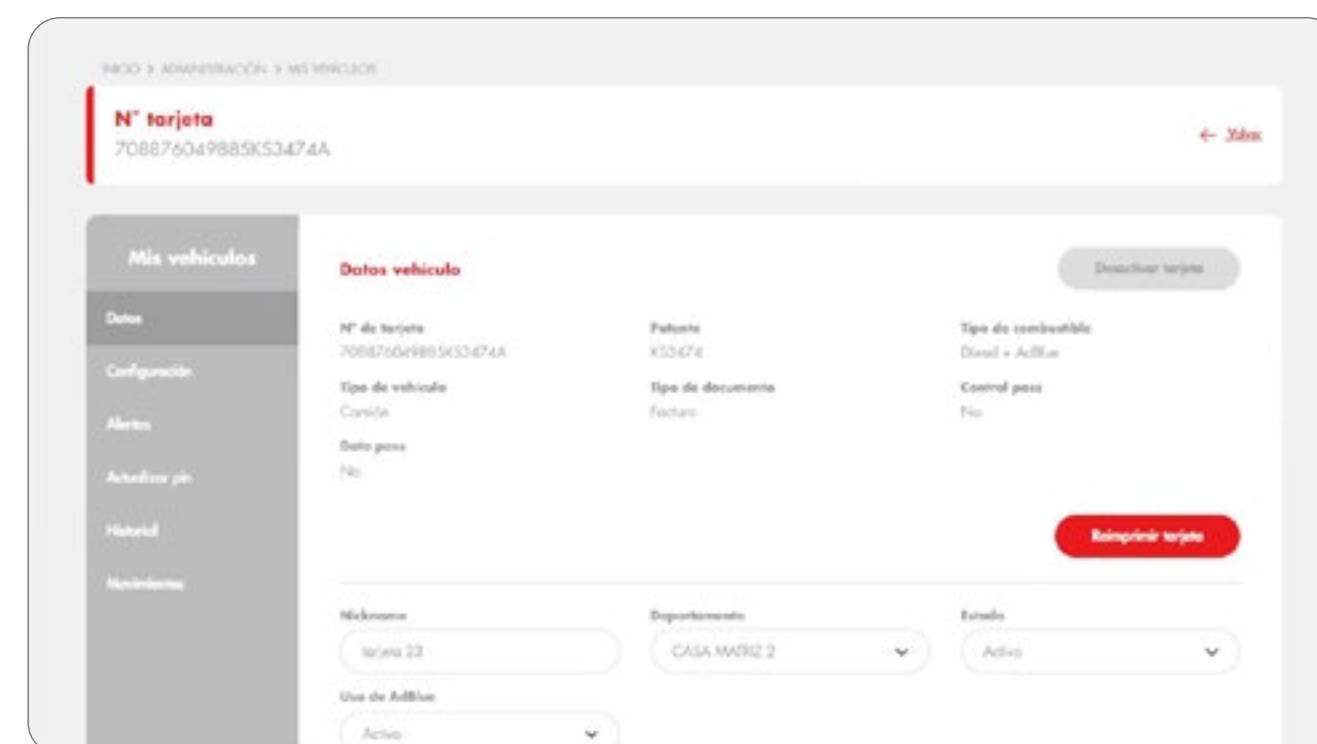 INICIO > ADMINISTRACIÓN > MIS VEHÍCULOS
N° tarjeta
708876049885KS3474A
← Volver
Mis vehículos
Datos
Configuración
Alertas
Actualizar pin
Historial
Movimientos
Datos vehículo
Desactivar tarjeta
N° de tarjeta
708876049885KS3474A
Patente
KS3474
Tipo de combustible
Diesel + AdBlue
Tipo de vehículo
Camión
Tipo de documento
Factura
Control pass
No
Dato pass
No
Reimprimir tarjeta
Nickname
tarjeta 23
Departamento
CASA MATRIZ 2
Estado
Activo
Uso de AdBlue
Activo